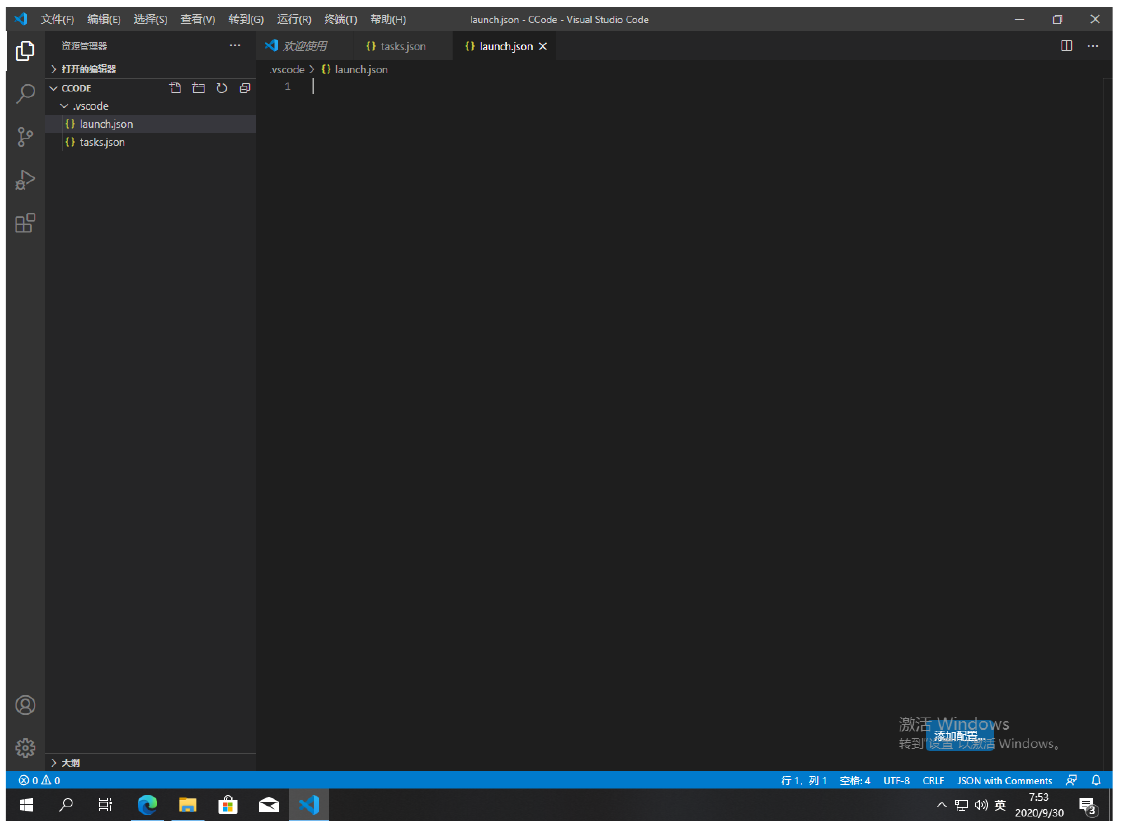 文件(F) 编辑(E) 选择(S) 查看(V) 转到(G) 运行(R) 终端(T) 帮助(H) launch.json - CCode - Visual Studio Code
资源管理器
欢迎使用 {} tasks.json {} launch.json
打开的编辑器
.vscode > {} launch.json
CCODE
1
.vscode
{} launch.json
{} tasks.json
激活 Windows
添加配置...
转到"设置"以激活 Windows。
大纲
0 0 行 1，列 1 空格: 4 UTF-8 CRLF JSON with Comments
英 7:53
2020/9/30
3